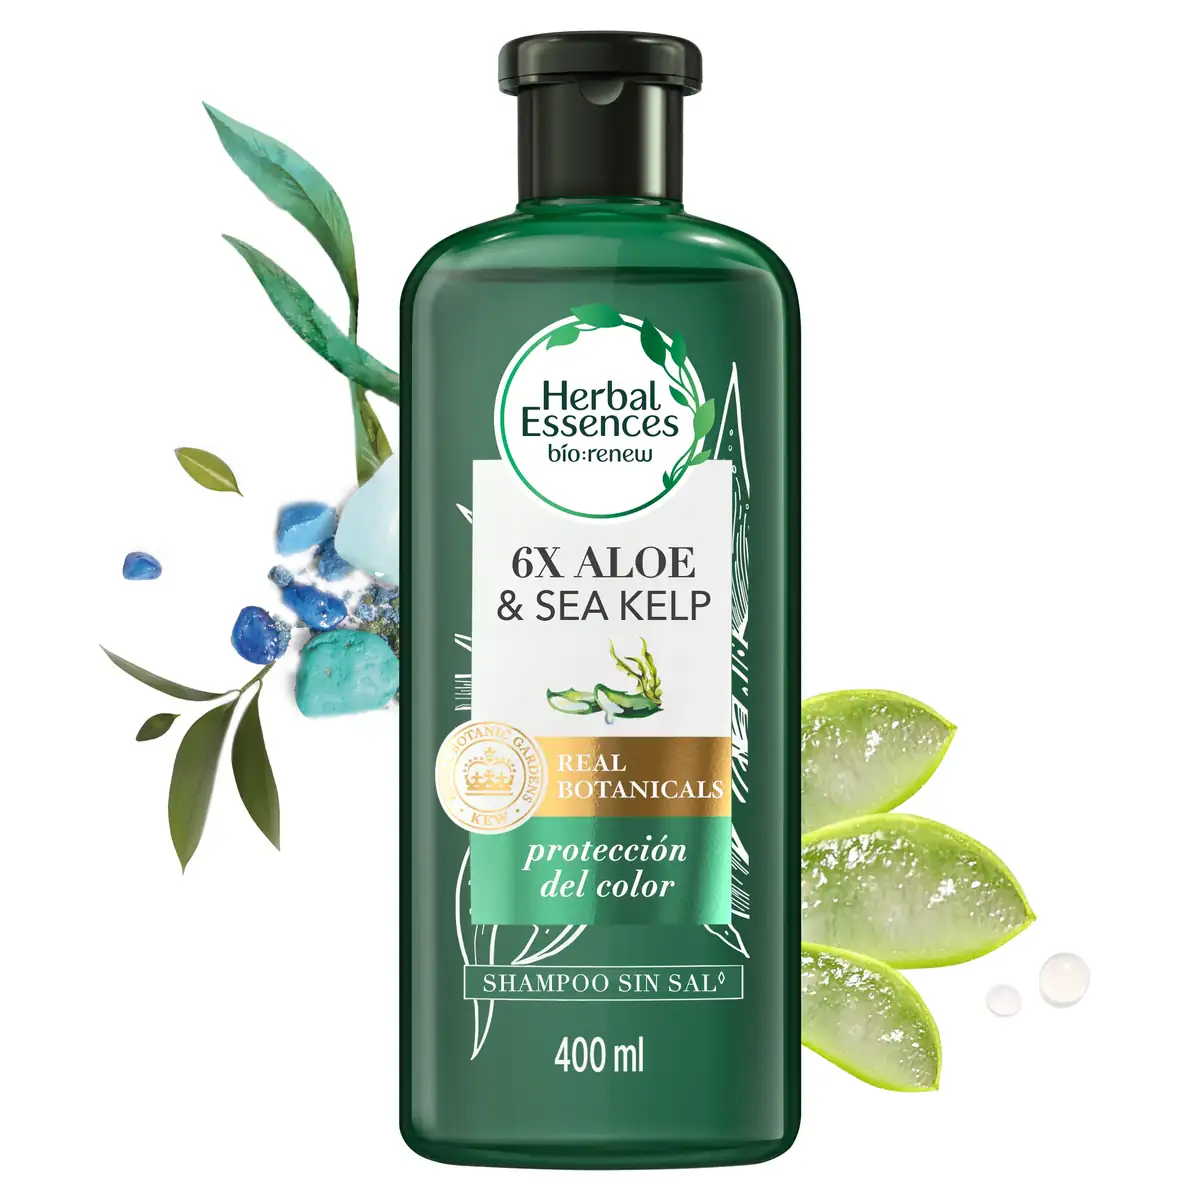 Herbal
Essences
bío:renew
6X ALOE
& SEA KELP
REAL
BOTANICALS
BOTANIC GARDENS
KEW
protección
del color
SHAMPOO SIN SAL◊
400 ml